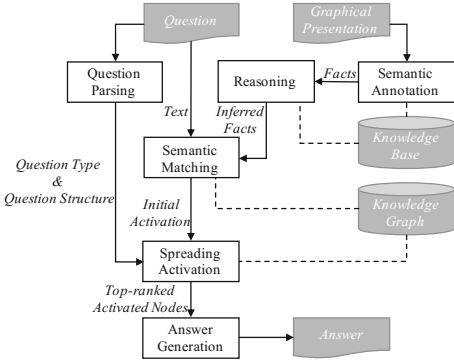 Question
Graphical
Presentation
Question
Parsing
Reasoning
Facts
Semantic
Annotation
Text
Inferred
Facts
Semantic
Matching
Knowledge
Base
Question Type
&
Question Structure
Initial
Activation
Knowledge
Graph
Spreading
Activation
Top-ranked
Activated Nodes
Answer
Generation
Answer